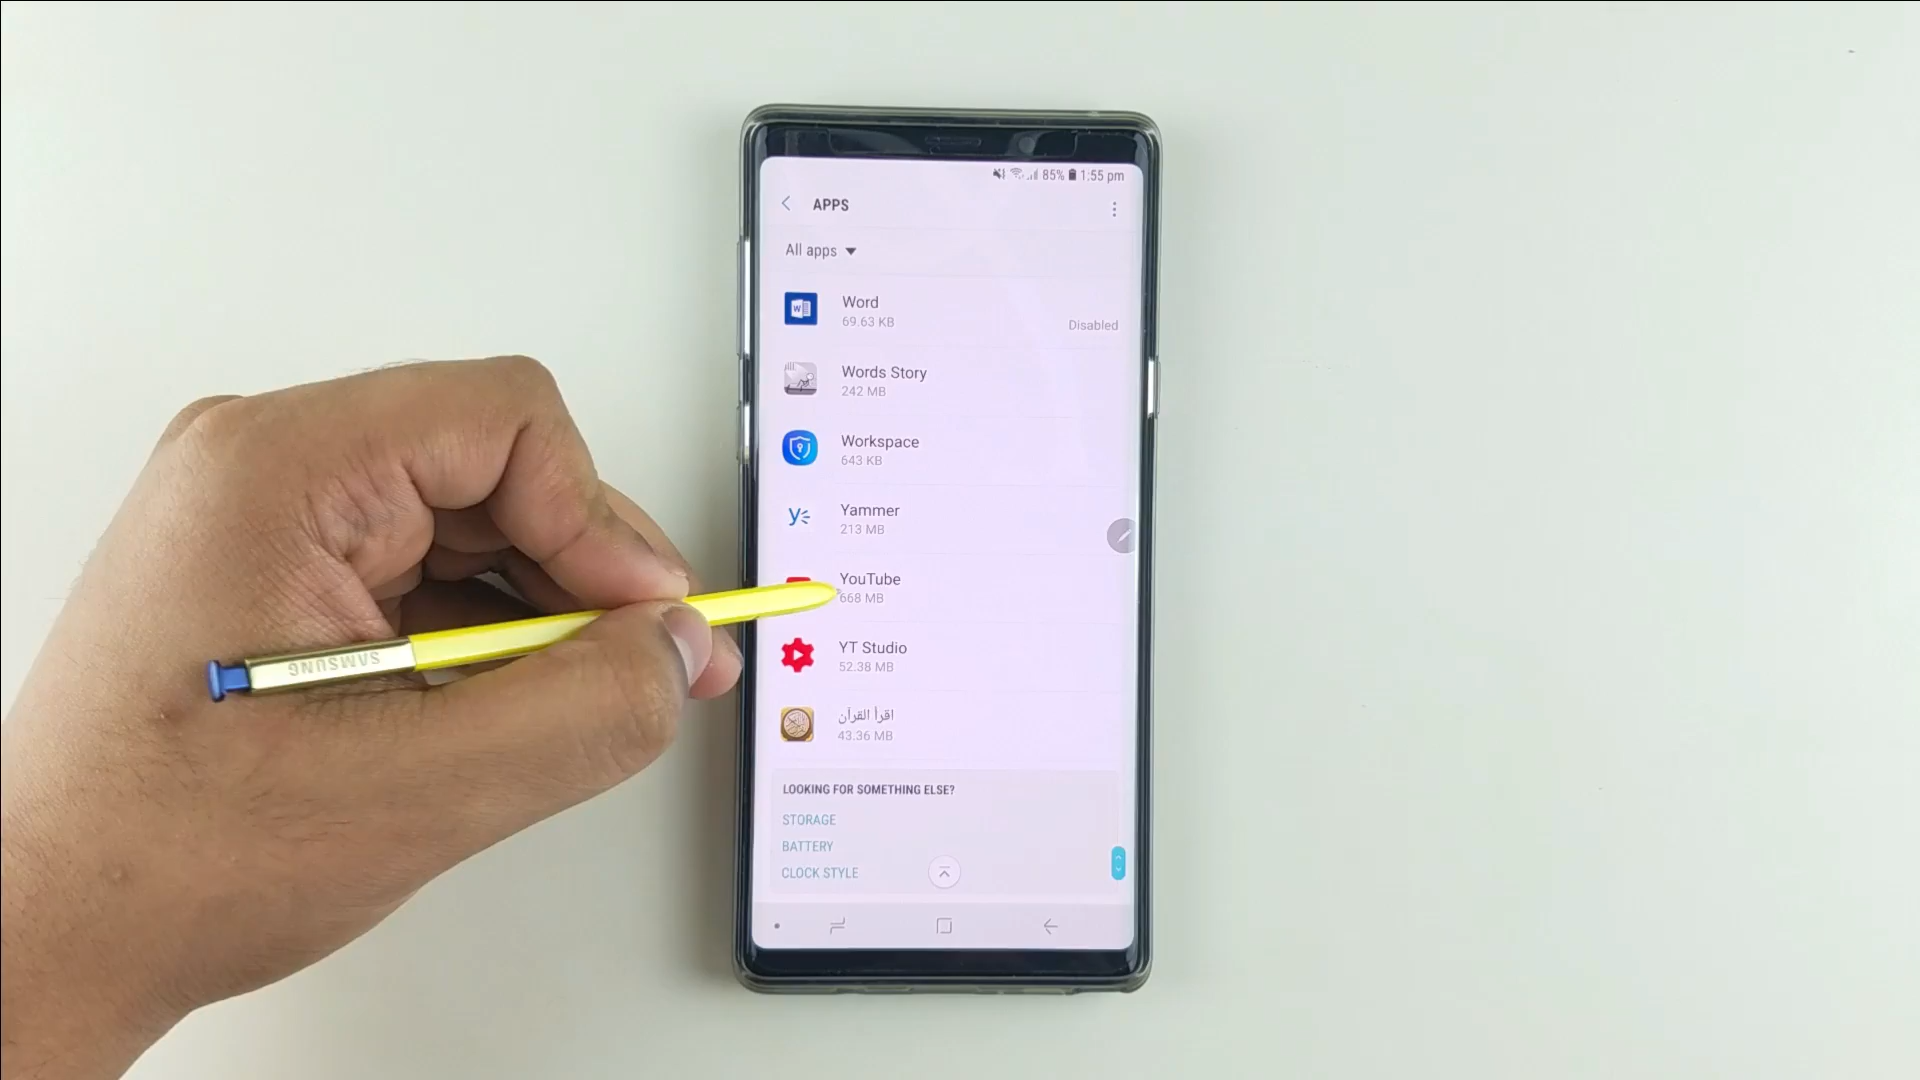 85% 1:55 pm
APPS
All apps
Word
69.63 KB
Disabled
Words Story
242 MB
Workspace
643 KB
Yammer
213 MB
YouTube
668 MB
YT Studio
52.38 MB
اقرأ القرآن
43.36 MB
LOOKING FOR SOMETHING ELSE?
STORAGE
BATTERY
CLOCK STYLE
SAMSUNG